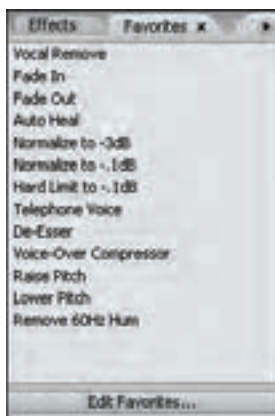 Effects Favorites x
Vocal Remove
Fade In
Fade Out
Auto Heal
Normalize to -3dB
Normalize to -.1dB
Hard Limit to -.1dB
Telephone Voice
De-Esser
Voice-Over Compressor
Raise Pitch
Lower Pitch
Remove 60Hz Hum
Edit Favorites...